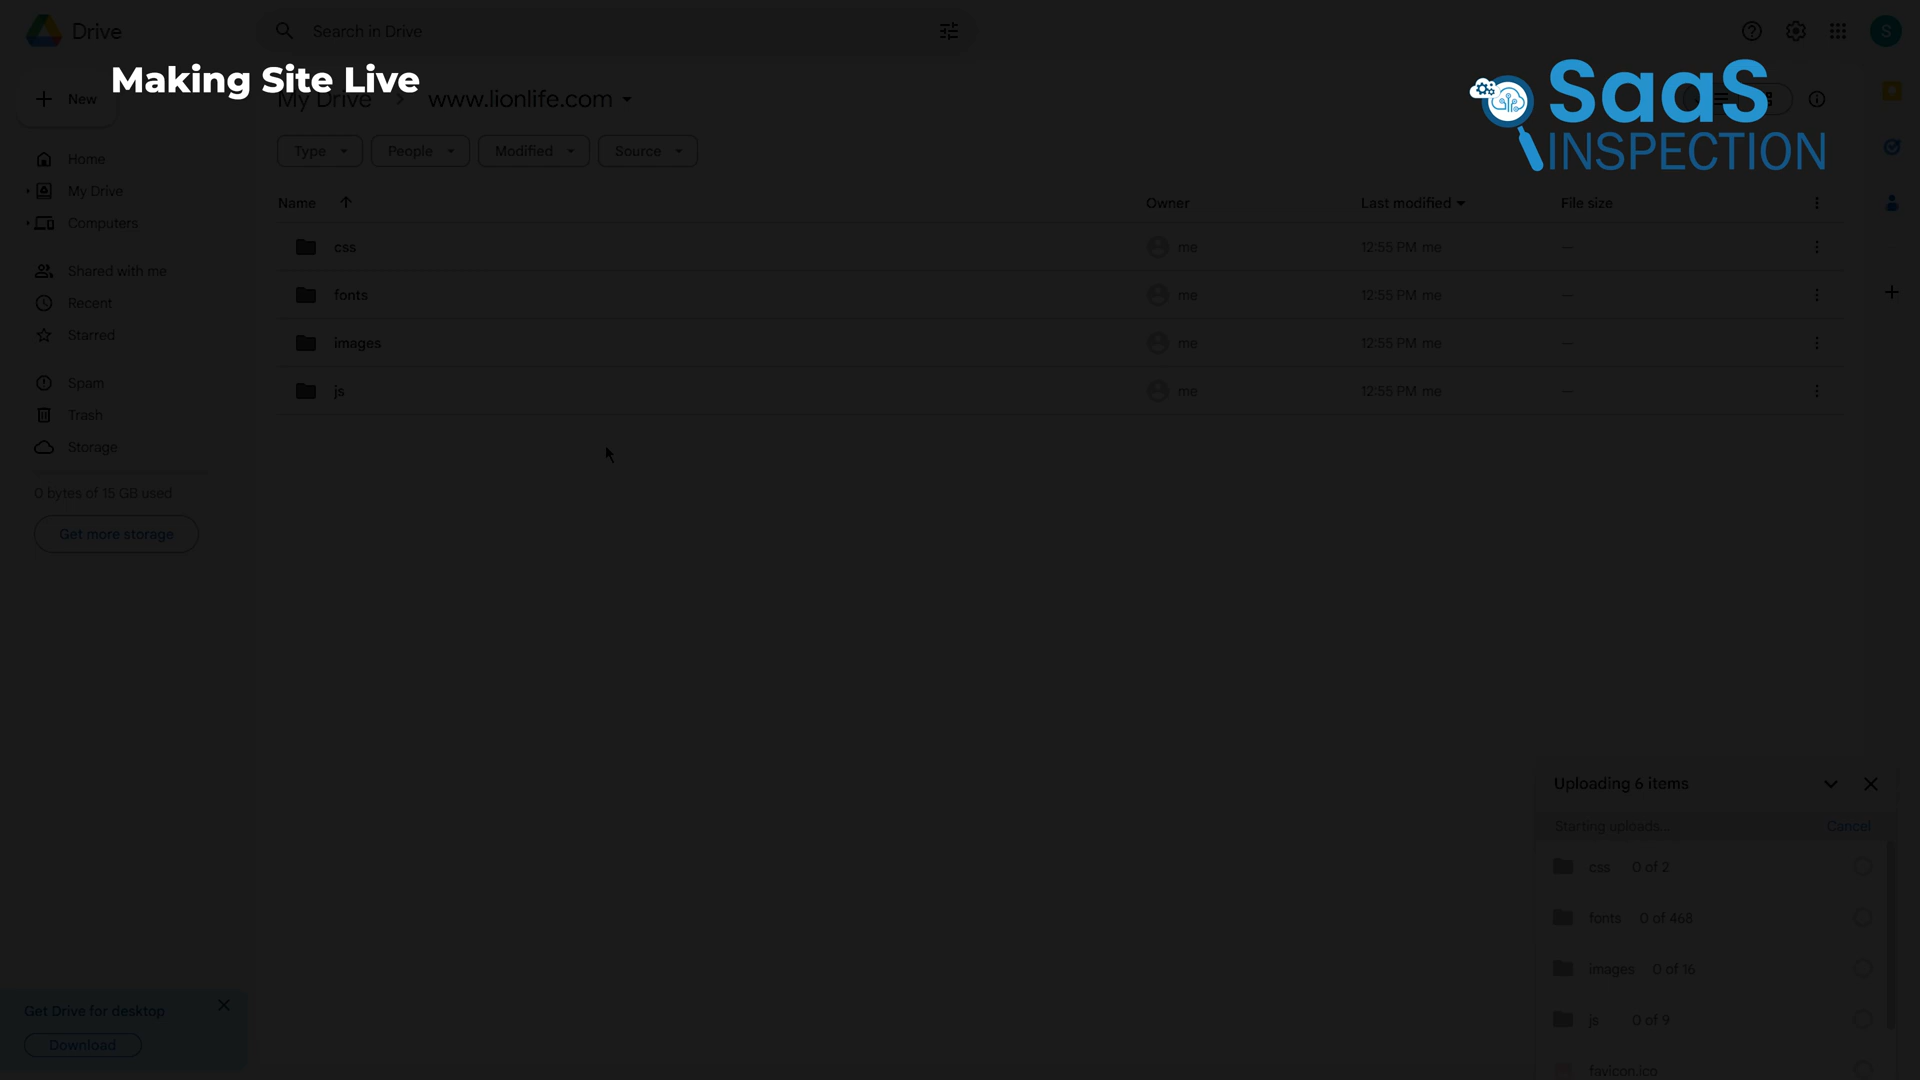 Drive
Search in Drive
S
Making Site Live
SaaS
INSPECTION
New
My Drive > www.lionlife.com
Type
People
Modified
Source
Home
My Drive
Computers
Shared with me
Recent
Starred
Spam
Trash
Storage
0 bytes of 15 GB used
Get more storage
Name Owner Last modified File size
css me 12:55 PM me —
fonts me 12:55 PM me —
images me 12:55 PM me —
js me 12:55 PM me —
Uploading 6 items
Starting uploads...
Cancel
css 0 of 2
fonts 0 of 468
images 0 of 16
js 0 of 9
favicon.ico
Get Drive for desktop
Download